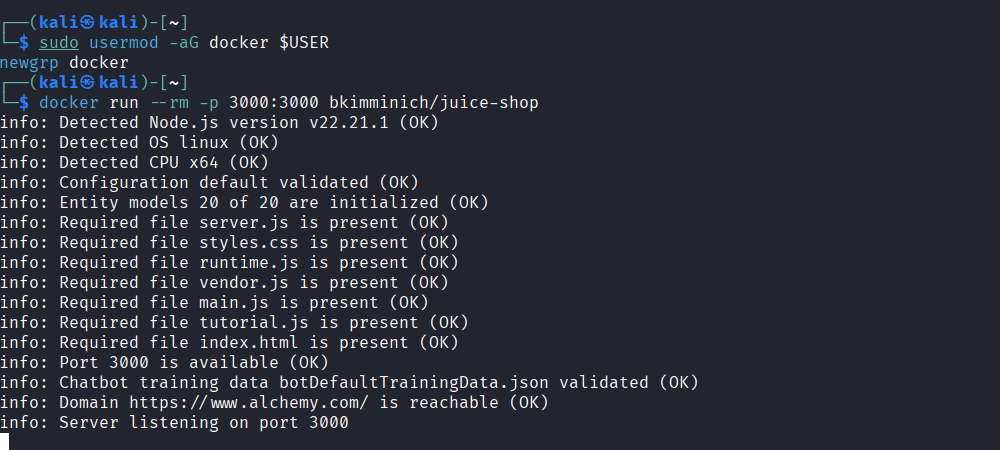 ┌──(kali㉿kali)-[~]
└─$ sudo usermod -aG docker $USER
newgrp docker
┌──(kali㉿kali)-[~]
└─$ docker run --rm -p 3000:3000 bkimminich/juice-shop
info: Detected Node.js version v22.21.1 (OK)
info: Detected OS linux (OK)
info: Detected CPU x64 (OK)
info: Configuration default validated (OK)
info: Entity models 20 of 20 are initialized (OK)
info: Required file server.js is present (OK)
info: Required file styles.css is present (OK)
info: Required file runtime.js is present (OK)
info: Required file vendor.js is present (OK)
info: Required file main.js is present (OK)
info: Required file tutorial.js is present (OK)
info: Required file index.html is present (OK)
info: Port 3000 is available (OK)
info: Chatbot training data botDefaultTrainingData.json validated (OK)
info: Domain https://www.alchemy.com/ is reachable (OK)
info: Server listening on port 3000